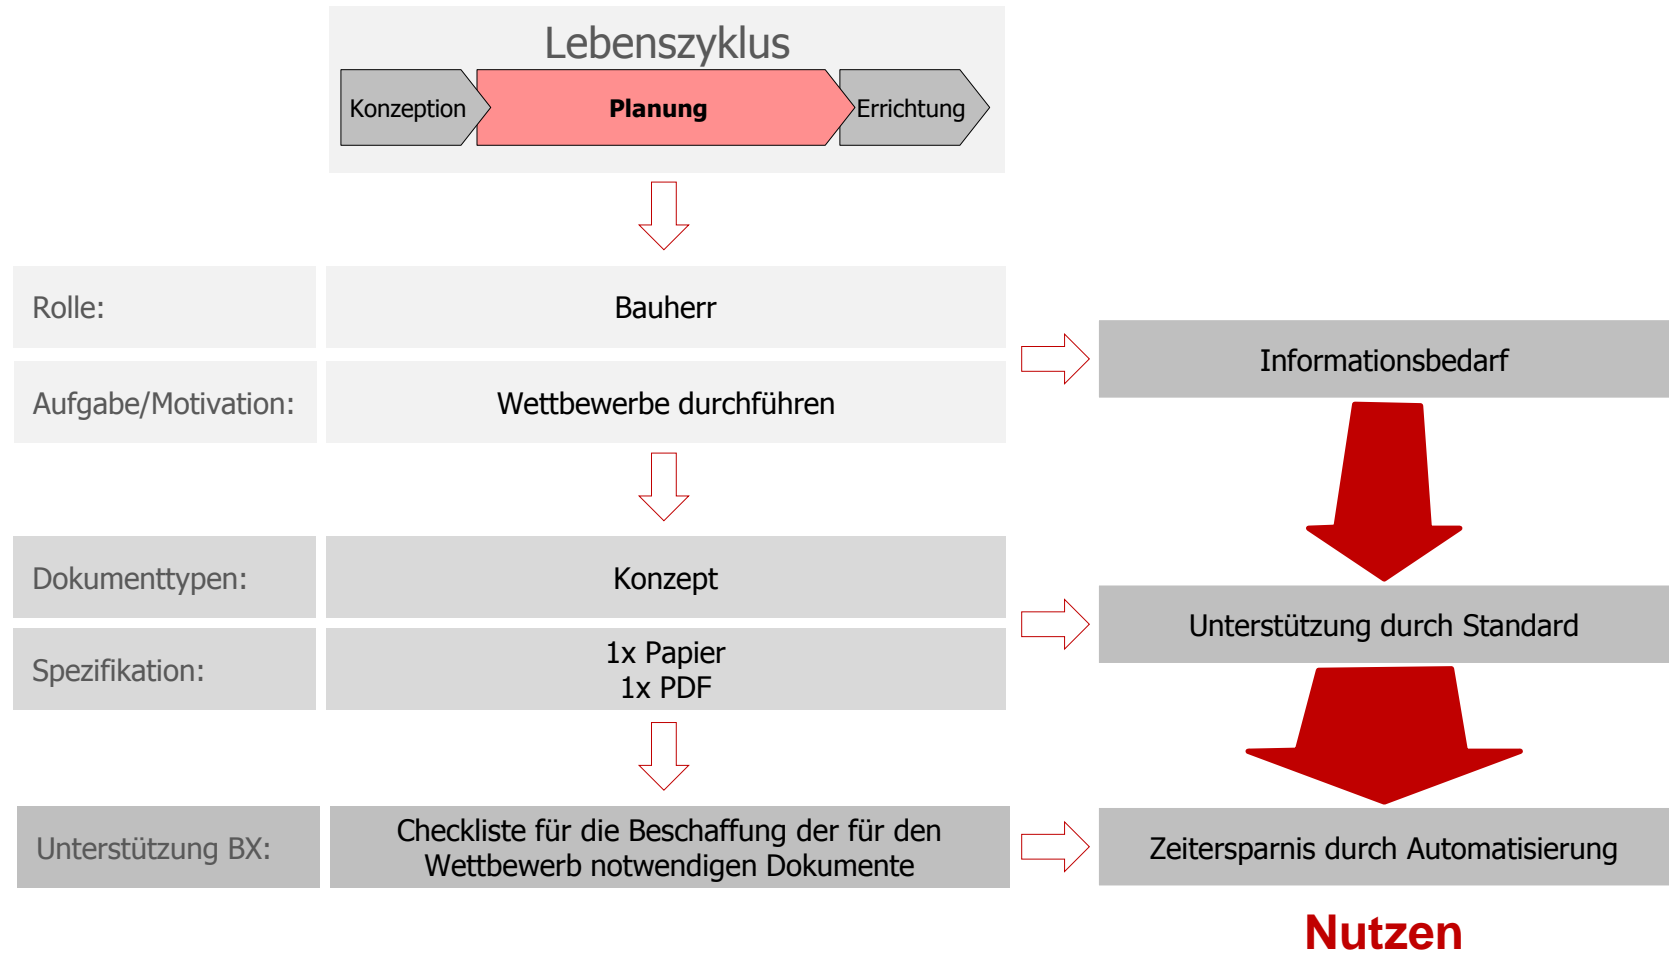 Lebenszyklus
Konzeption
Planung
Errichtung
Rolle:
Bauherr
Aufgabe/Motivation:
Wettbewerbe durchführen
Informationsbedarf
Dokumenttypen:
Konzept
Spezifikation:
1x Papier
1x PDF
Unterstützung durch Standard
Unterstützung BX:
Checkliste für die Beschaffung der für den
Wettbewerb notwendigen Dokumente
Zeitersparnis durch Automatisierung
Nutzen